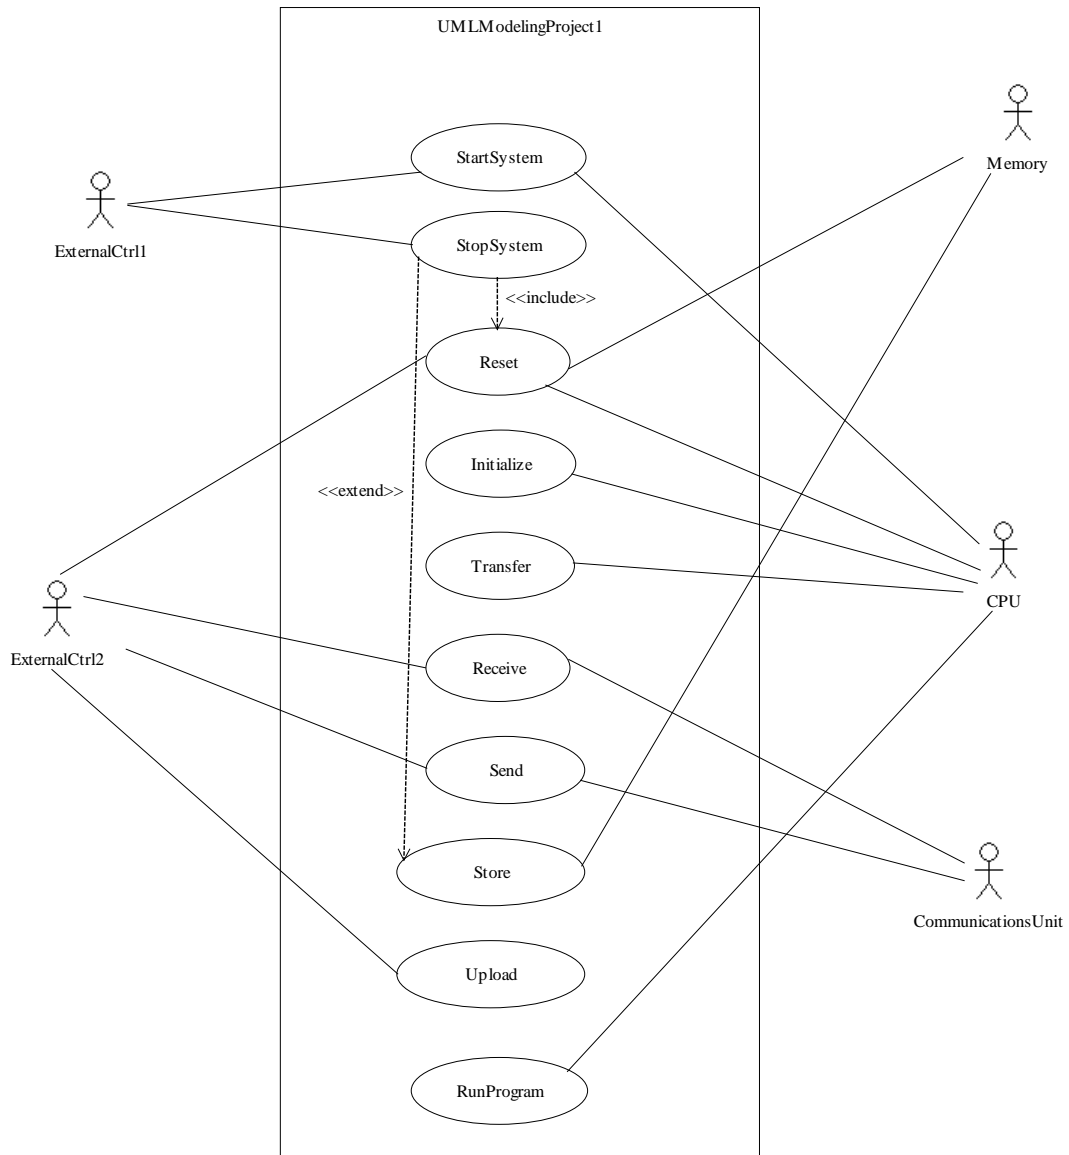 UMLModelingProject1
StartSystem
Memory
ExternalCtrl1
StopSystem
<<include>>
Reset
Initialize
<<extend>>
Transfer
CPU
ExternalCtrl2
Receive
Send
Store
CommunicationsUnit
Upload
RunProgram